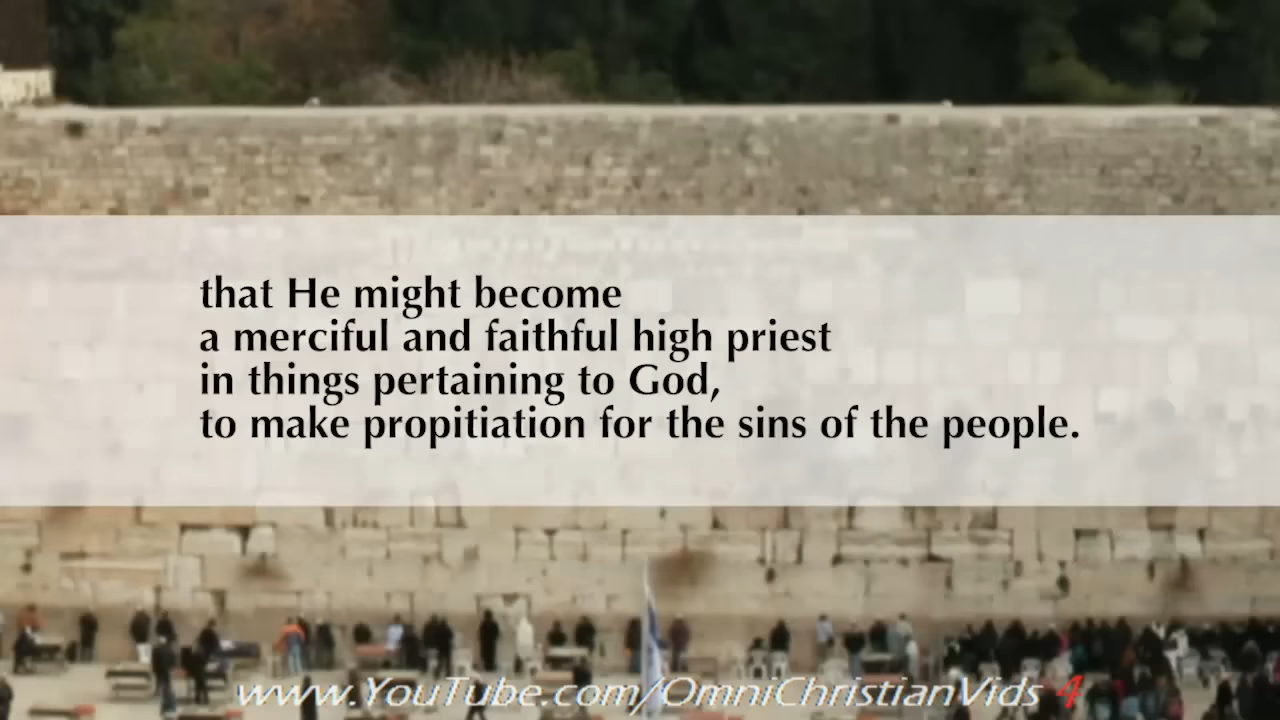 that He might become
a merciful and faithful high priest
in things pertaining to God,
to make propitiation for the sins of the people.
www.YouTube.com/OmniChristianVids 4